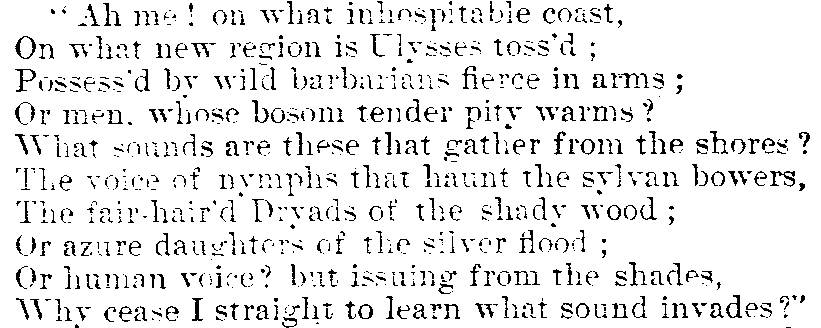 "Ah me! on what inhospitable coast,
On what new region is Ulysses toss'd;
Possess'd by wild barbarians fierce in arms;
Or men, whose bosom tender pity warms?
What sounds are these that gather from the shores?
The voice of nymphs that haunt the sylvan bowers,
The fair-hair'd Dryads of the shady wood;
Or azure daughters of the silver flood;
Or human voice? but issuing from the shades,
Why cease I straight to learn what sound invades?"